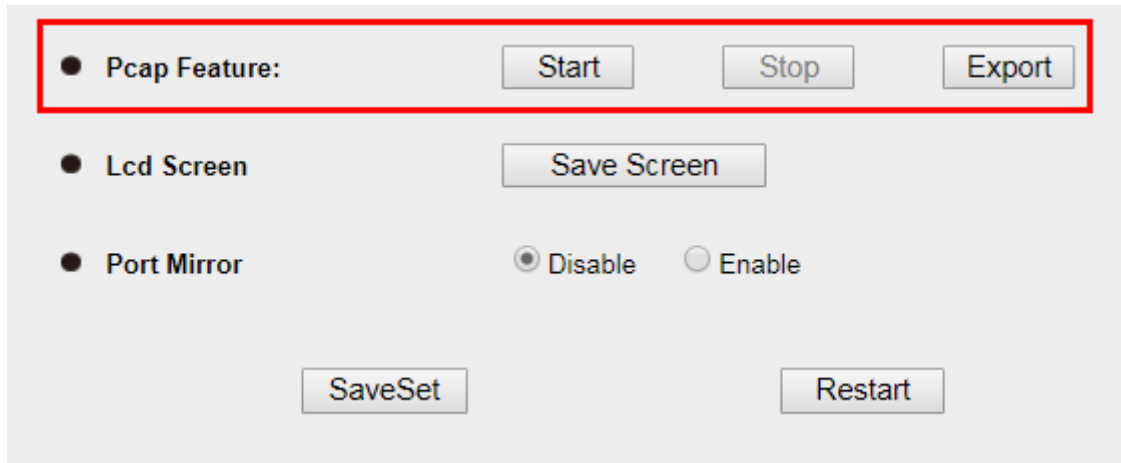 Pcap Feature: Start Stop Export
Lcd Screen Save Screen
Port Mirror Disable Enable
SaveSet Restart